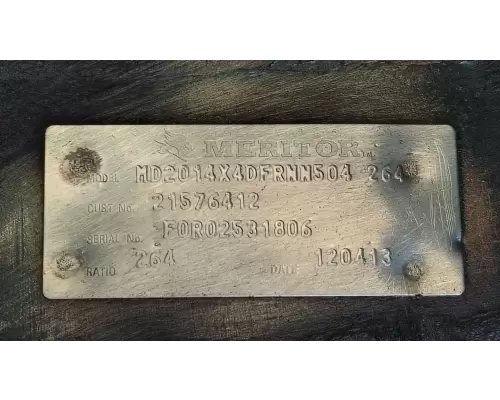 MERITOR
MODEL MD2014X4DFRNN504 264
CUST No. 21576412
SERIAL No. FOR02531806
RATIO 264 DATE 120413